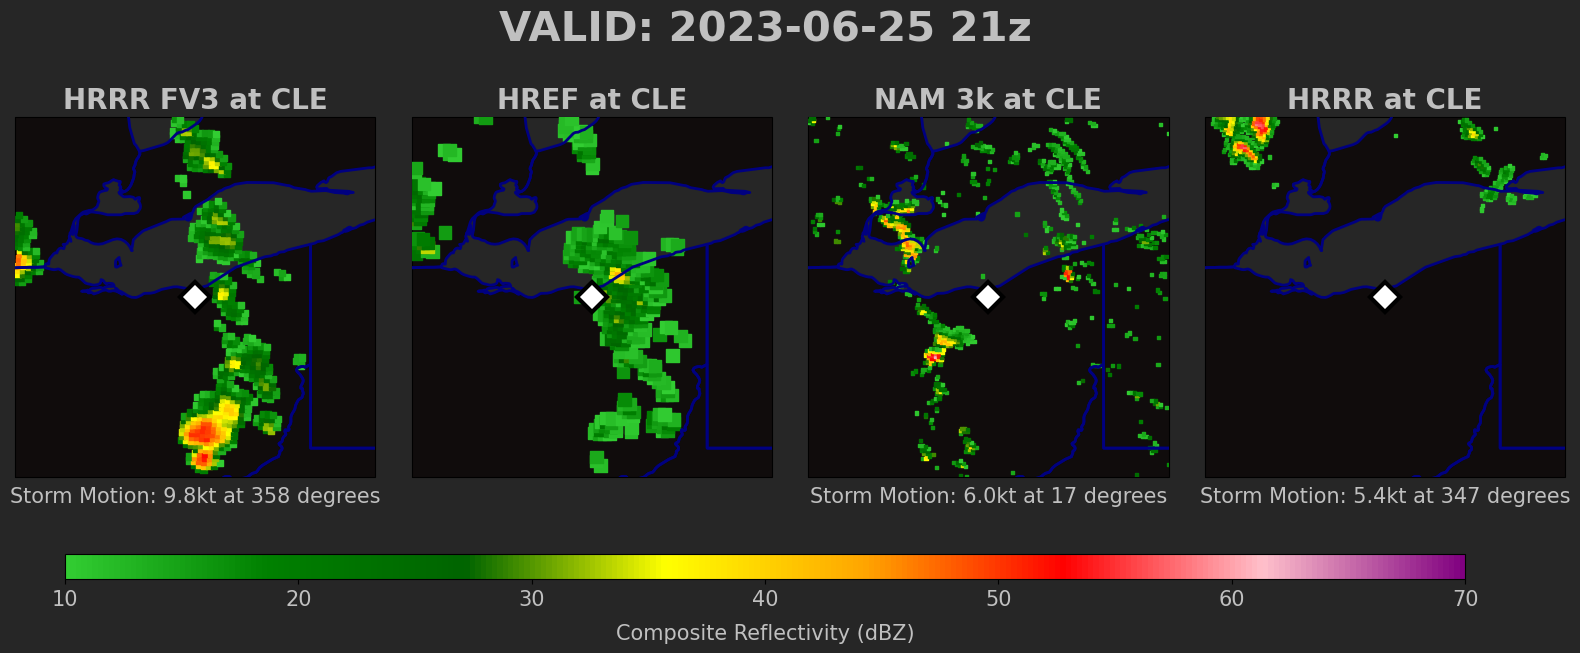 VALID: 2023-06-25 21z
HRRR FV3 at CLE
HREF at CLE
NAM 3k at CLE
HRRR at CLE
Storm Motion: 9.8kt at 358 degrees
Storm Motion: 6.0kt at 17 degrees
Storm Motion: 5.4kt at 347 degrees
10 20 30 40 50 60 70
Composite Reflectivity (dBZ)